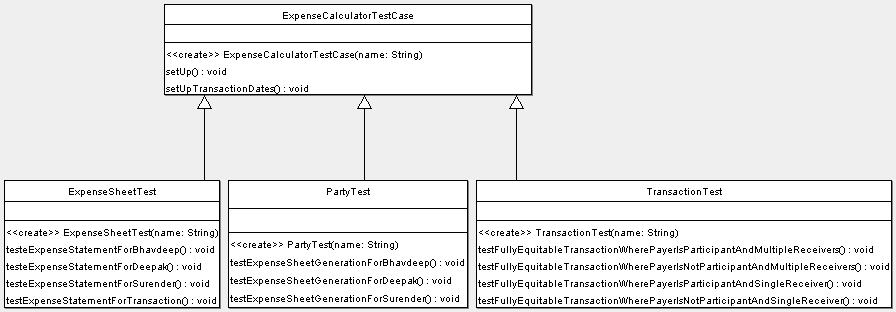 ExpenseCalculatorTestCase
<<create>> ExpenseCalculatorTestCase(name: String)
setUp() : void
setUpTransactionDates() : void
ExpenseSheetTest
<<create>> ExpenseSheetTest(name: String)
testeExpenseStatementForBhavdeep() : void
testeExpenseStatementForDeepak() : void
testeExpenseStatementForSurender() : void
testExpenseStatementForTransaction() : void
PartyTest
<<create>> PartyTest(name: String)
testExpenseSheetGenerationForBhavdeep() : void
testExpenseSheetGenerationForDeepak() : void
testExpenseSheetGenerationForSurender() : void
TransactionTest
<<create>> TransactionTest(name: String)
testFullyEquitableTransactionWherePayerIsParticipantAndMultipleReceivers() : void
testFullyEquitableTransactionWherePayerIsNotParticipantAndMultipleReceivers() : void
testFullyEquitableTransactionWherePayerIsParticipantAndSingleReceiver() : void
testFullyEquitableTransactionWherePayerIsNotParticipantAndSingleReceiver() : void